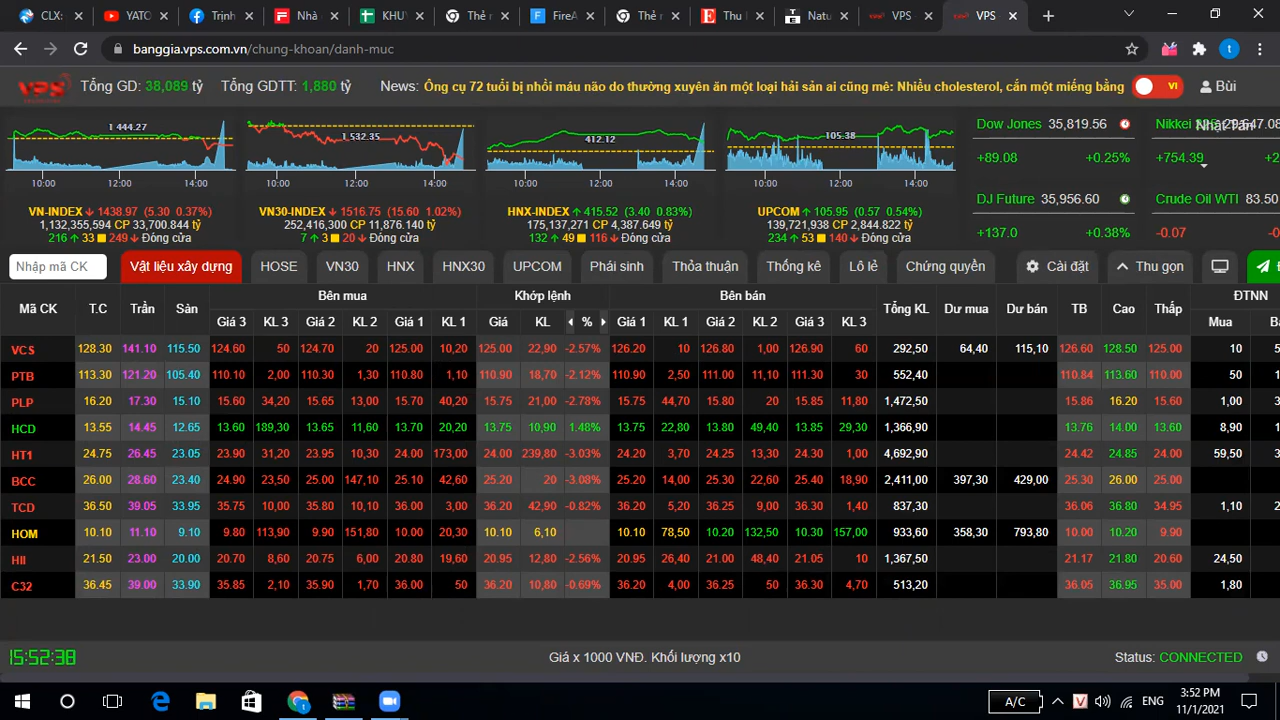 CLX: YATO Trịnh Nhà KHU Thẻ n FireA Thẻ n Thu l Natu VPS - VPS
banggia.vps.com.vn/chung-khoan/danh-muc t
VPS Tổng GD: 38,089 tỷ Tổng GDTT: 1,880 tỷ News: Ông cụ 72 tuổi bị nhồi máu não do thường xuyên ăn một loại hải sản ai cũng mê: Nhiều cholesterol, cắn một miếng bằng VI Bùi
1 444.27 1,532.35 412.12 105.38
Dow Jones 35,819.56 Nikkei 225 29,647.08
+89.08 +0.25% +754.39 +2
10:00 12:00 14:00 10:00 12:00 14:00 10:00 12:00 14:00 10:00 12:00 14:00
DJ Future 35,956.60 Crude Oil WTI 83.50
VN-INDEX 1438.97 (5.30 0.37%) VN30-INDEX 1516.75 (15.60 1.02%) HNX-INDEX 415.52 (3.40 0.83%) UPCOM 105.95 (0.57 0.54%)
1,132,355,594 CP 33,700.844 tỷ 252,416,300 CP 11,876.140 tỷ 175,137,271 CP 4,387.649 tỷ 139,721,938 CP 2,844.822 tỷ
+137.0 +0.38% -0.07
216 33 249 Đóng cửa 7 3 20 Đóng cửa 132 49 116 Đóng cửa 234 53 140 Đóng cửa
Nhập mã CK Vật liệu xây dựng HOSE VN30 HNX HNX30 UPCOM Phái sinh Thỏa thuận Thống kê Lô lẻ Chứng quyền Cài đặt Thu gọn
Mã CK T.C Trần Sàn Bên mua Khớp lệnh Bên bán Tổng KL Dư mua Dư bán TB Cao Thấp ĐTNN
Giá 3 KL 3 Giá 2 KL 2 Giá 1 KL 1 Giá KL % Giá 1 KL 1 Giá 2 KL 2 Giá 3 KL 3 Mua
VCS 128.30 141.10 115.50 124.60 50 124.70 20 125.00 10,20 125.00 22,90 -2.57% 126.20 10 126.80 1,00 126.90 60 292,50 64,40 115,10 126.60 128.50 125.00 10
PTB 113.30 121.20 105.40 110.10 2,00 110.30 1,30 110.80 1,10 110.90 18,70 -2.12% 110.90 2,50 111.00 11,10 111.30 30 552,40 110.84 113.60 110.00 50
PLP 16.20 17.30 15.10 15.60 34,20 15.65 13,00 15.70 40,20 15.75 21,00 -2.78% 15.75 44,70 15.80 20 15.85 11,80 1,472,50 15.86 16.20 15.60 1,00
HCD 13.55 14.45 12.65 13.60 189,30 13.65 11,60 13.70 20,20 13.75 10,90 1.48% 13.75 22,80 13.80 49,40 13.85 29,30 1,366,90 13.76 14.00 13.60 8,90
HT1 24.75 26.45 23.05 23.90 31,20 23.95 10,30 24.00 173,00 24.00 239,80 -3.03% 24.20 3,70 24.25 13,30 24.30 1,00 4,692,90 24.42 24.85 24.00 59,50
BCC 26.00 28.60 23.40 24.90 23,50 25.00 147,10 25.10 42,60 25.20 20 -3.08% 25.20 14,00 25.30 22,60 25.40 18,90 2,411,00 397,30 429,00 25.30 26.00 25.00
TCD 36.50 39.05 33.95 35.75 10,00 35.80 10,10 36.00 3,00 36.20 42,90 -0.82% 36.20 5,20 36.35 9,00 36.40 1,40 837,30 36.06 36.80 34.95 1,10
HOM 10.10 11.10 9.10 9.80 113,90 9.90 151,80 10.00 20,30 10.10 6,10 10.10 78,50 10.20 132,50 10.30 157,00 933,60 358,30 793,80 10.00 10.20 9.90
HII 21.50 23.00 20.00 20.70 8,60 20.75 6,00 20.80 19,60 20.95 12,80 -2.56% 20.95 26,40 21.00 48,40 21.05 10 1,367,50 21.17 21.80 20.60 24,50
C32 36.45 39.00 33.90 35.85 2,10 35.90 1,70 36.00 50 36.20 10,80 -0.69% 36.20 4,00 36.25 50 36.30 4,70 513,20 36.05 36.95 35.00 1,80
15:52:38 Giá x 1000 VNĐ. Khối lượng x10 Status: CONNECTED
A/C V ENG 3:52 PM
11/1/2021